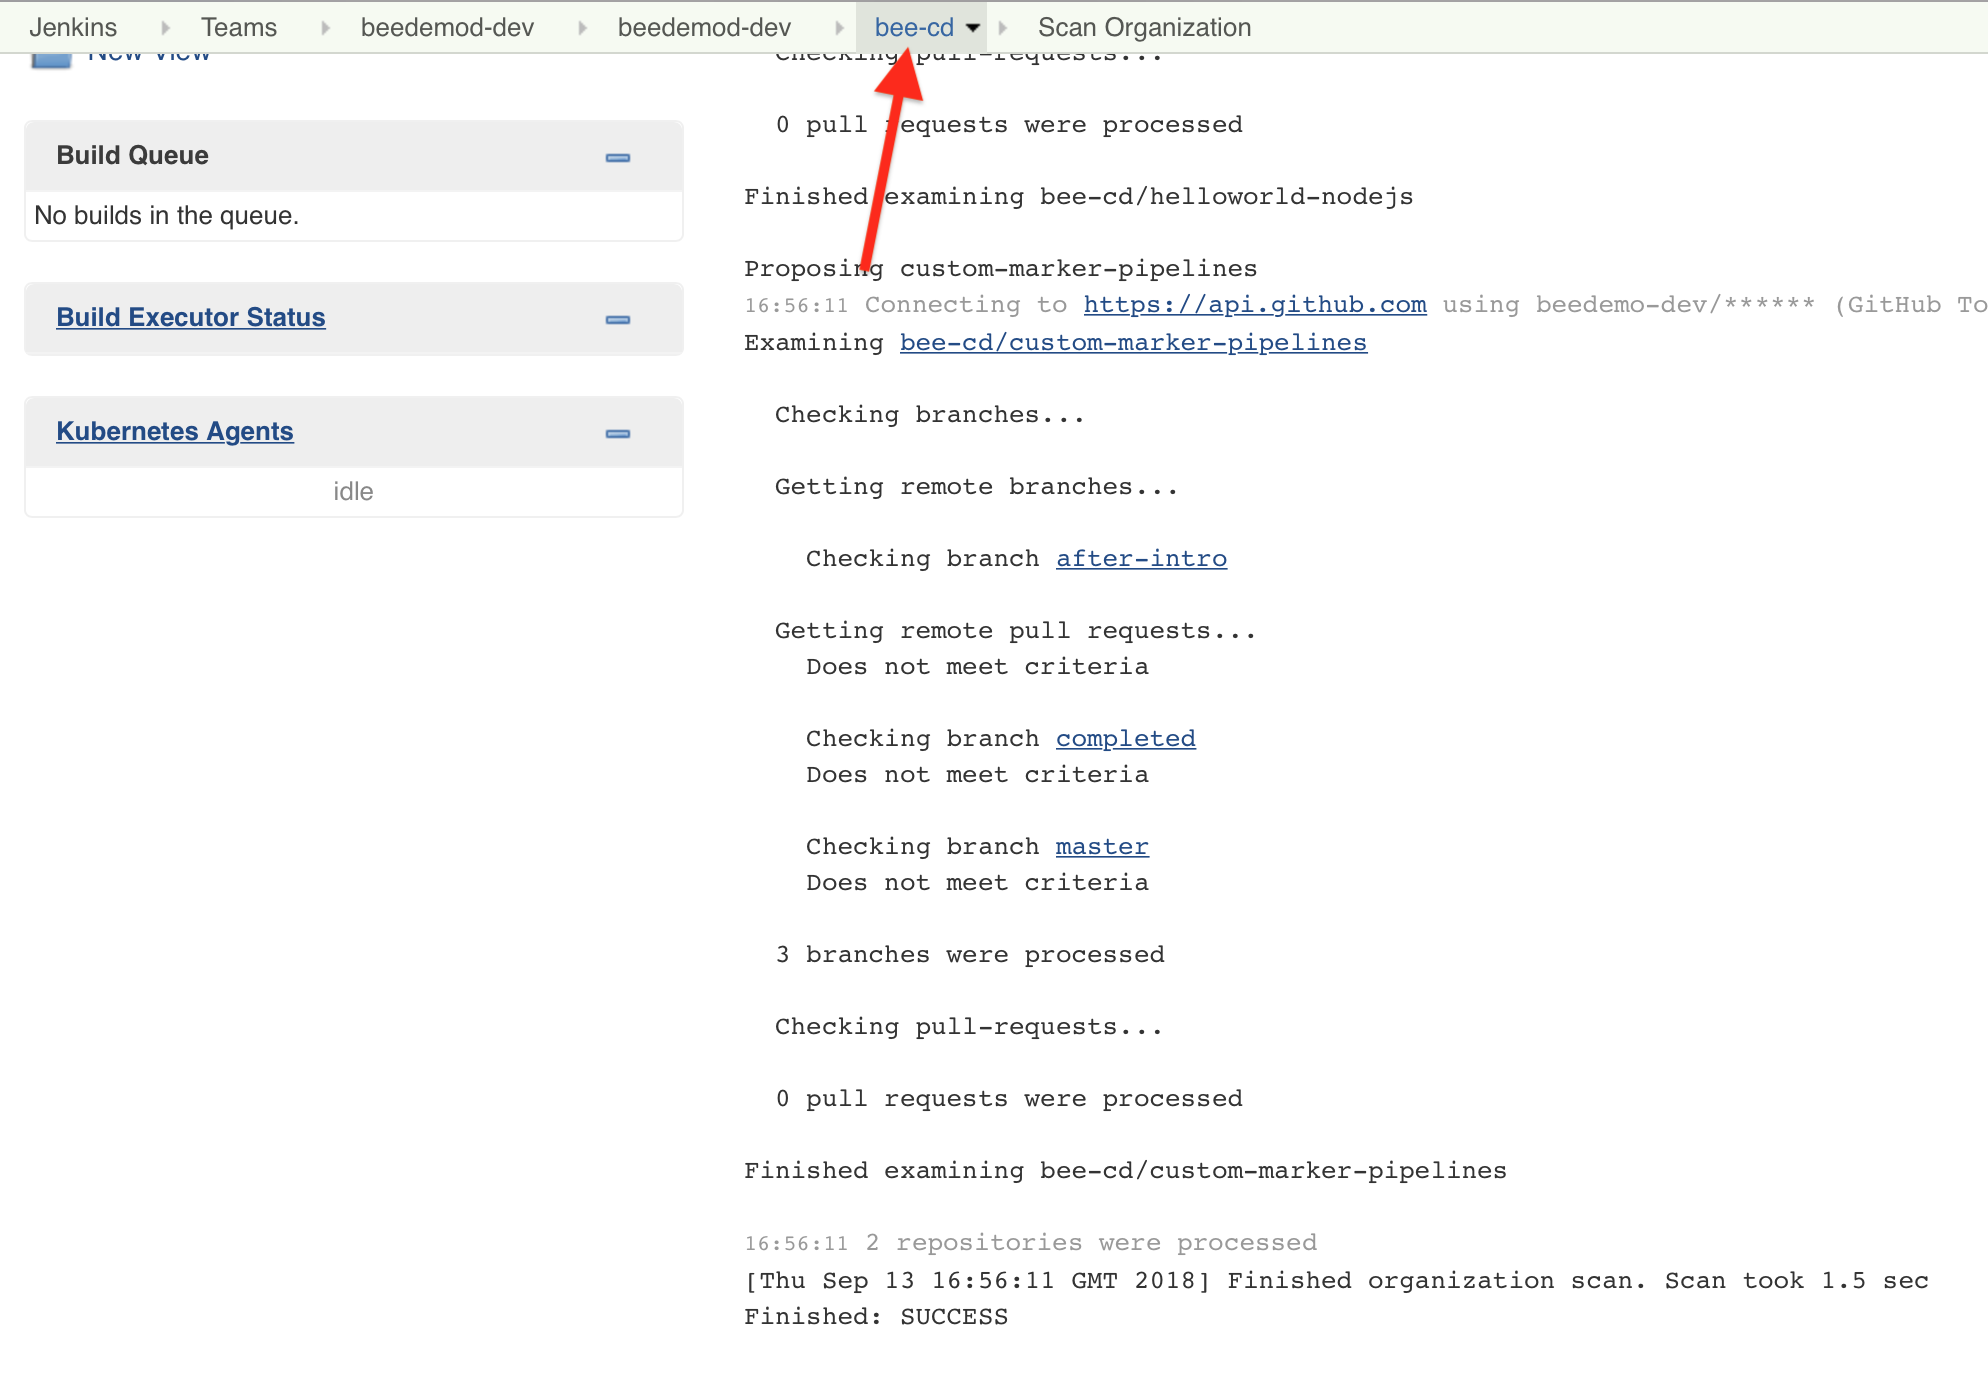 Jenkins Teams beedemod-dev beedemod-dev bee-cd Scan Organization
New View
Build Queue
No builds in the queue.
Build Executor Status
Kubernetes Agents
idle
Checking pull-requests...
0 pull requests were processed
Finished examining bee-cd/helloworld-nodejs
Proposing custom-marker-pipelines
16:56:11 Connecting to https://api.github.com using beedemo-dev/****** (GitHub To
Examining bee-cd/custom-marker-pipelines
Checking branches...
Getting remote branches...
Checking branch after-intro
Getting remote pull requests...
Does not meet criteria
Checking branch completed
Does not meet criteria
Checking branch master
Does not meet criteria
3 branches were processed
Checking pull-requests...
0 pull requests were processed
Finished examining bee-cd/custom-marker-pipelines
16:56:11 2 repositories were processed
[Thu Sep 13 16:56:11 GMT 2018] Finished organization scan. Scan took 1.5 sec
Finished: SUCCESS